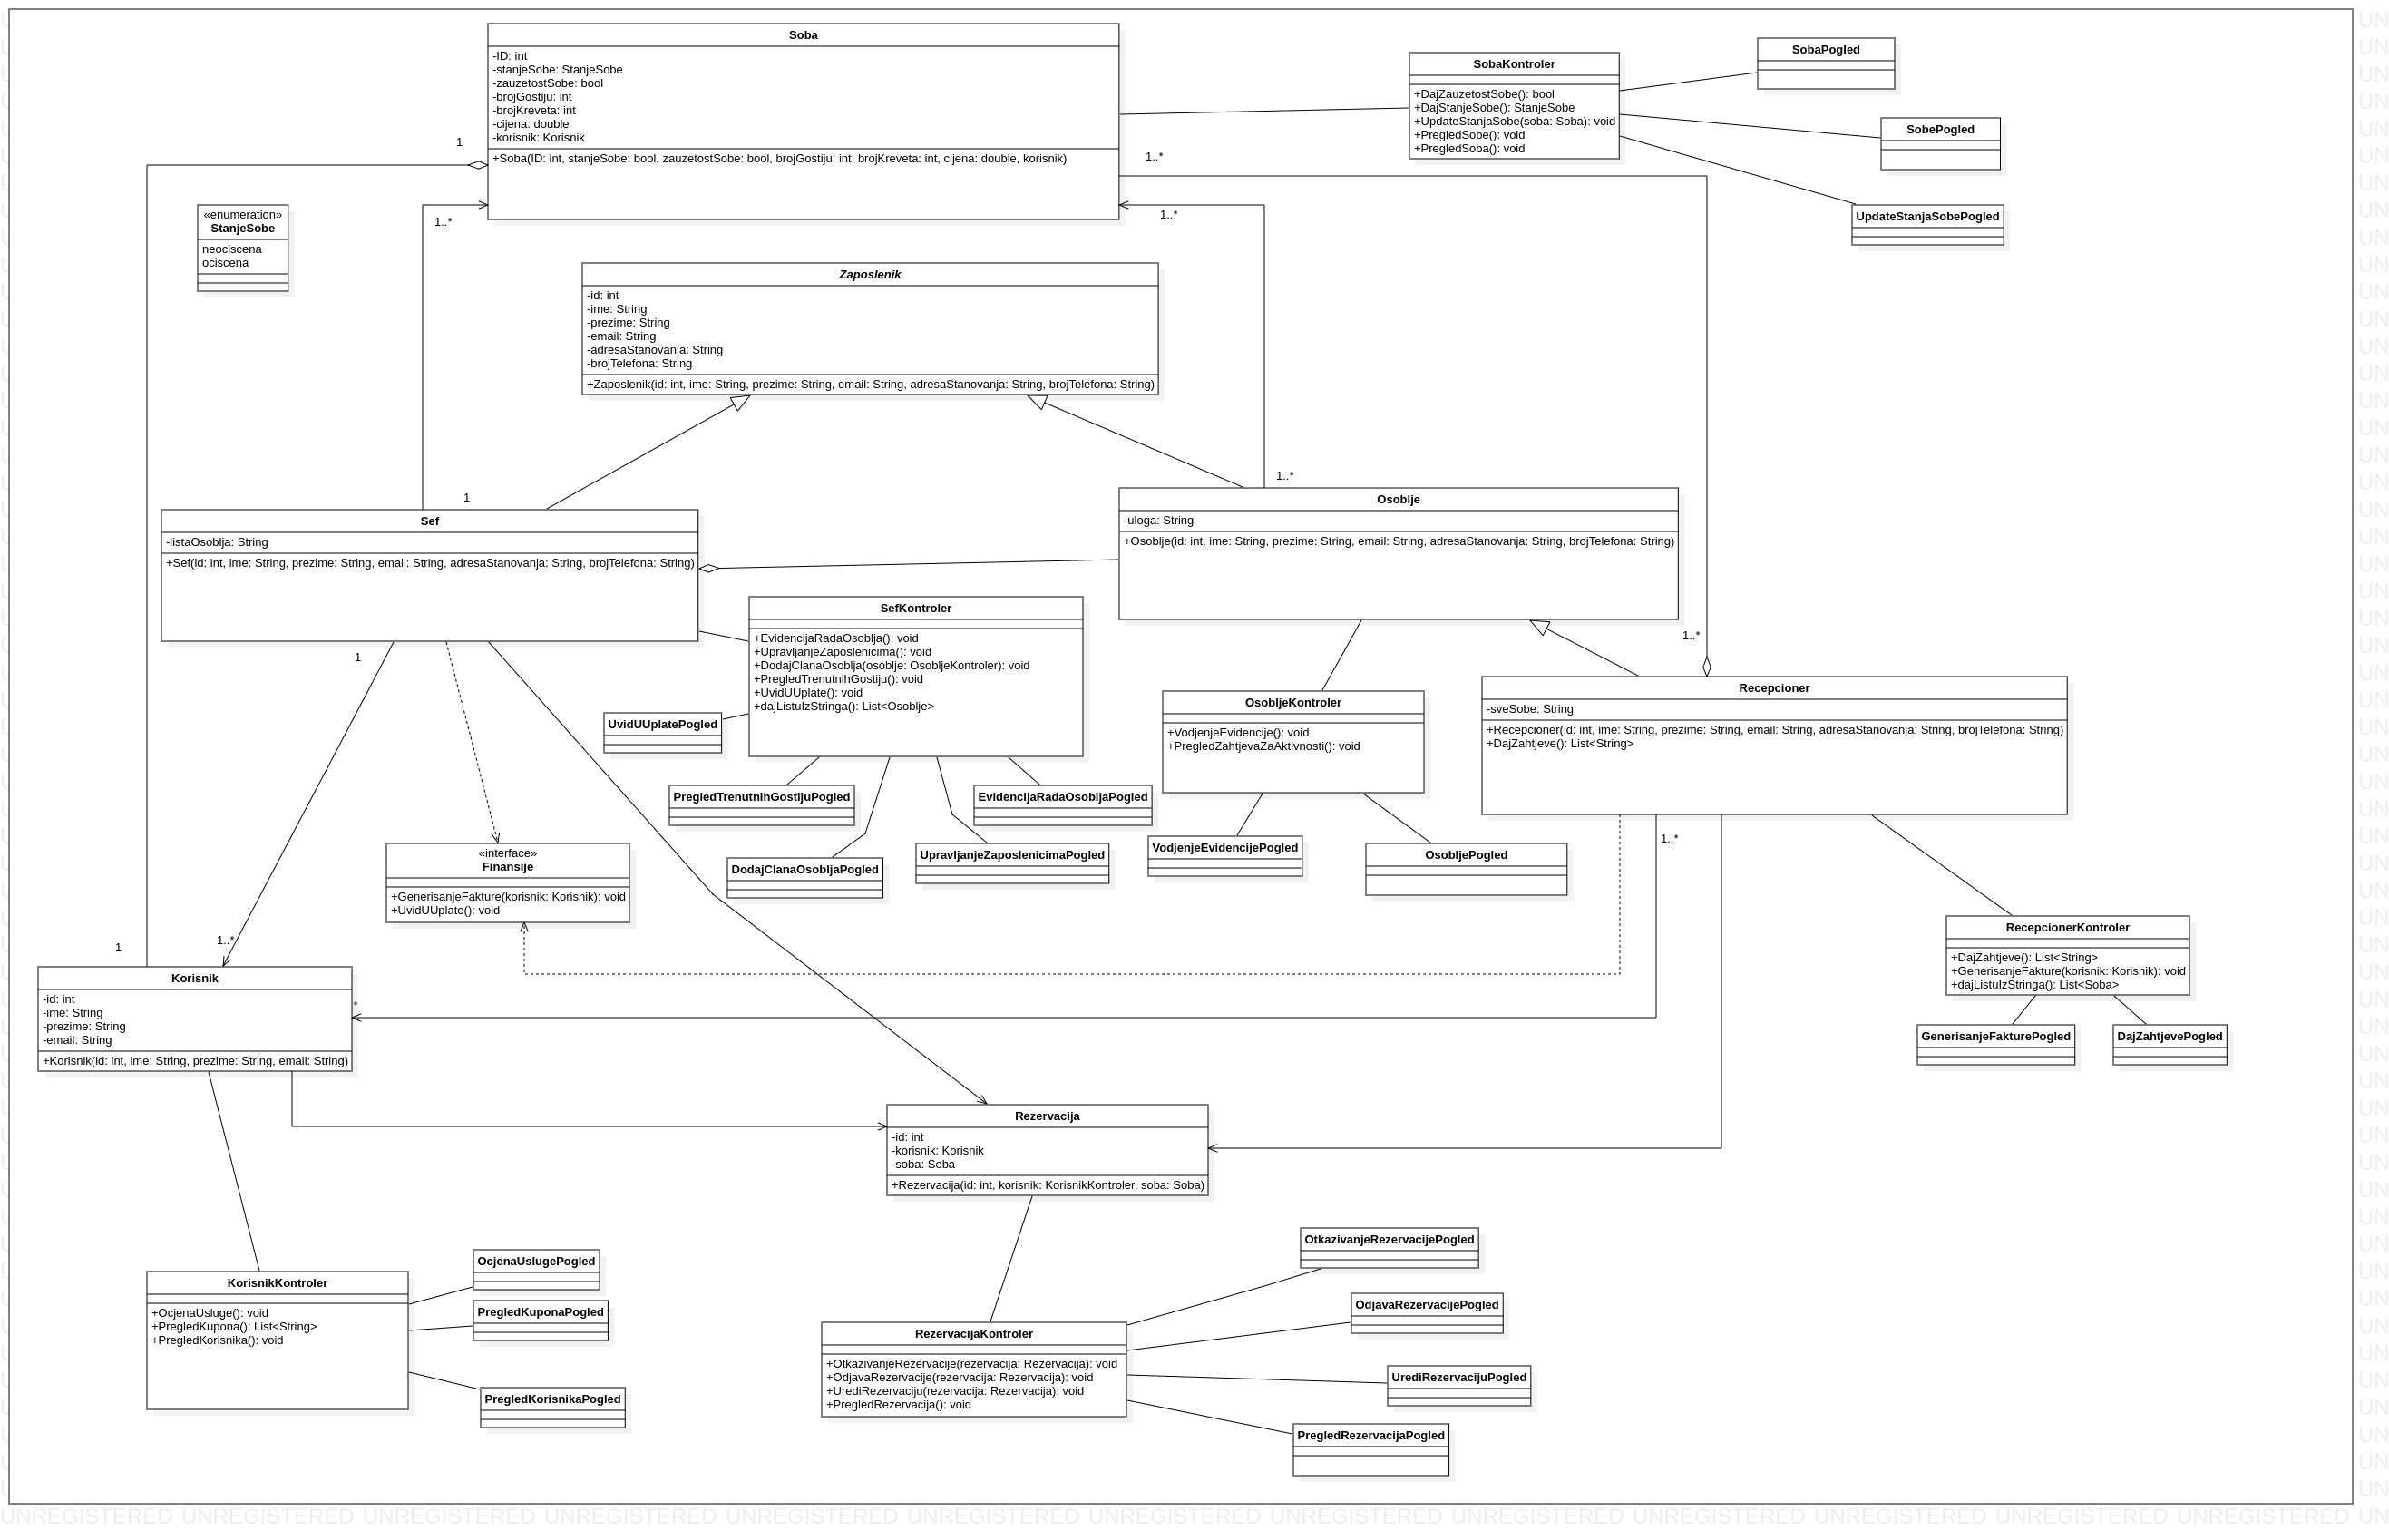 Soba
-ID: int
-stanjeSobe: StanjeSobe
-zauzetostSobe: bool
-brojGostiju: int
-brojKreveta: int
-cijena: double
-korisnik: Korisnik
+Soba(ID: int, stanjeSobe: bool, zauzetostSobe: bool, brojGostiju: int, brojKreveta: int, cijena: double, korisnik)
SobaKontroler
+DajZauzetostSobe(): bool
+DajStanjeSobe(): StanjeSobe
+UpdateStanjaSobe(soba: Soba): void
+PregledSobe(): void
+PregledSoba(): void
SobaPogled
SobePogled
UpdateStanjaSobePogled
1
1..*
1..*
1..*
«enumeration»
StanjeSobe
neociscena
ociscena
Zaposlenik
-id: int
-ime: String
-prezime: String
-email: String
-adresaStanovanja: String
-brojTelefona: String
+Zaposlenik(id: int, ime: String, prezime: String, email: String, adresaStanovanja: String, brojTelefona: String)
1
1..*
Sef
-listaOsoblja: String
+Sef(id: int, ime: String, prezime: String, email: String, adresaStanovanja: String, brojTelefona: String)
Osoblje
-uloga: String
+Osoblje(id: int, ime: String, prezime: String, email: String, adresaStanovanja: String, brojTelefona: String)
SefKontroler
+EvidencijaRadaOsoblja(): void
+UpravljanjeZaposlenicima(): void
+DodajClanaOsoblja(osoblje: OsobljeKontroler): void
+PregledTrenutnihGostiju(): void
+UvidUUplate(): void
+dajListuIzStringa(): List<Osoblje>
1
1..*
UvidUUplatePogled
PregledTrenutnihGostijuPogled
EvidencijaRadaOsobljaPogled
DodajClanaOsobljaPogled
UpravljanjeZaposlenicimaPogled
OsobljeKontroler
+VodjenjeEvidencije(): void
+PregledZahtjevaZaAktivnosti(): void
VodjenjeEvidencijePogled
OsobljePogled
Recepcioner
-sveSobe: String
+Recepcioner(id: int, ime: String, prezime: String, email: String, adresaStanovanja: String, brojTelefona: String)
+DajZahtjeve(): List<String>
1..*
«interface»
Finansije
+GenerisanjeFakture(korisnik: Korisnik): void
+UvidUUplate(): void
RecepcionerKontroler
+DajZahtjeve(): List<String>
+GenerisanjeFakture(korisnik: Korisnik): void
+dajListuIzStringa(): List<Soba>
GenerisanjeFakturePogled
DajZahtjevePogled
1
1..*
*
Korisnik
-id: int
-ime: String
-prezime: String
-email: String
+Korisnik(id: int, ime: String, prezime: String, email: String)
Rezervacija
-id: int
-korisnik: Korisnik
-soba: Soba
+Rezervacija(id: int, korisnik: KorisnikKontroler, soba: Soba)
KorisnikKontroler
+OcjenaUsluge(): void
+PregledKupona(): List<String>
+PregledKorisnika(): void
OcjenaUslugePogled
PregledKuponaPogled
PregledKorisnikaPogled
RezervacijaKontroler
+OtkazivanjeRezervacije(rezervacija: Rezervacija): void
+OdjavaRezervacije(rezervacija: Rezervacija): void
+UrediRezervaciju(rezervacija: Rezervacija): void
+PregledRezervacija(): void
OtkazivanjeRezervacijePogled
OdjavaRezervacijePogled
UrediRezervacijuPogled
PregledRezervacijaPogled
UNREGISTERED UNREGISTERED UNREGISTERED UNREGISTERED UNREGISTERED UNREGISTERED UNREGISTERED UNREGISTERED UNREGISTERED UNREGISTERED UNREGISTERED UNREGISTERED UNREGISTERED UN